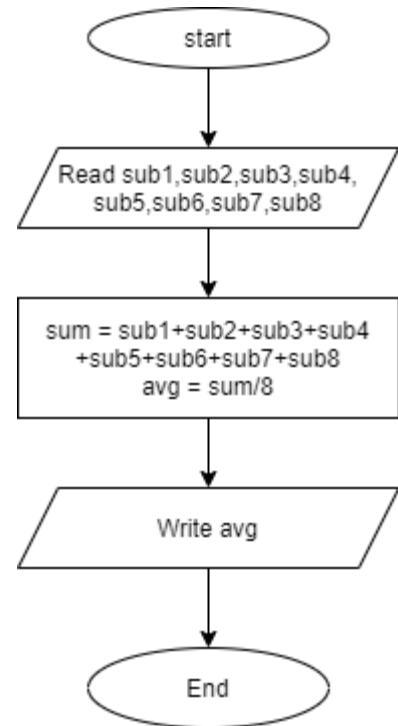 start
Read sub1,sub2,sub3,sub4,
sub5,sub6,sub7,sub8
sum = sub1+sub2+sub3+sub4
+sub5+sub6+sub7+sub8
avg = sum/8
Write avg
End